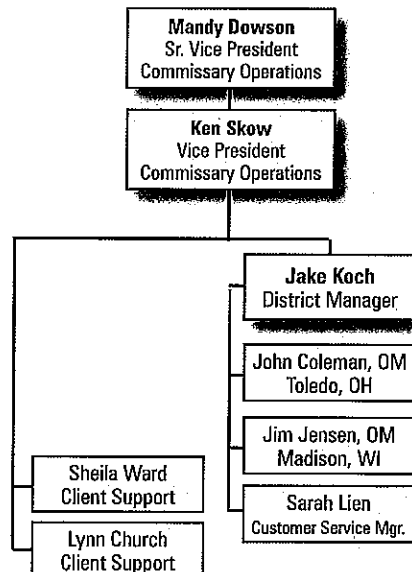 Mandy Dowson
Sr. Vice President
Commissary Operations
Ken Skow
Vice President
Commissary Operations
Jake Koch
District Manager
John Coleman, OM
Toledo, OH
Jim Jensen, OM
Madison, WI
Sarah Lien
Customer Service Mgr.
Sheila Ward
Client Support
Lynn Church
Client Support